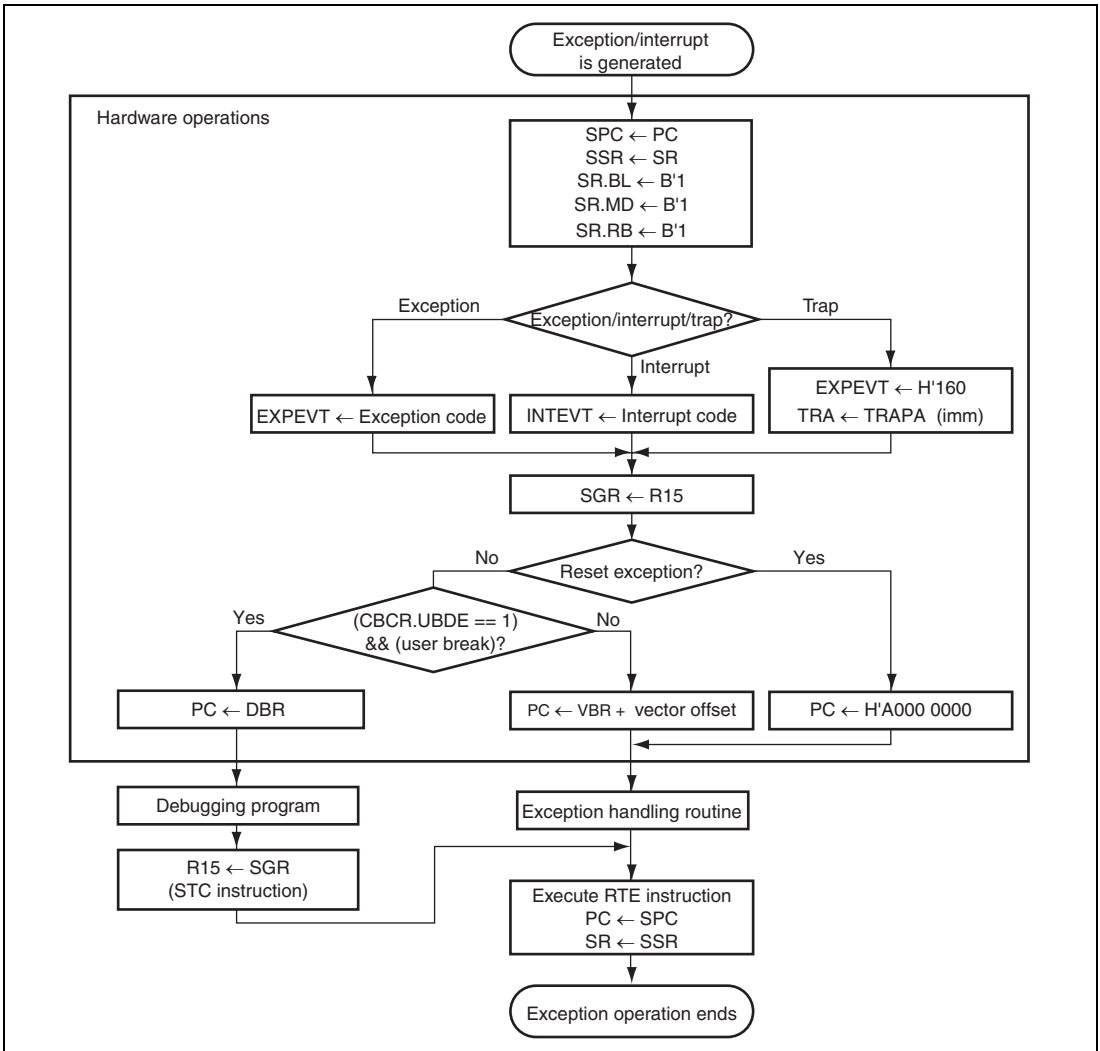 Exception/interrupt
is generated
Hardware operations
SPC ← PC
SSR ← SR
SR.BL ← B'1
SR.MD ← B'1
SR.RB ← B'1
Exception
Exception/interrupt/trap?
Trap
Interrupt
EXPEVT ← Exception code
INTEVT ← Interrupt code
EXPEVT ← H'160
TRA ← TRAPA (imm)
SGR ← R15
No
Reset exception?
Yes
Yes
(CBCR.UBDE == 1)
&& (user break)?
No
PC ← DBR
PC ← VBR + vector offset
PC ← H'A000 0000
Debugging program
Exception handling routine
R15 ← SGR
(STC instruction)
Execute RTE instruction
PC ← SPC
SR ← SSR
Exception operation ends